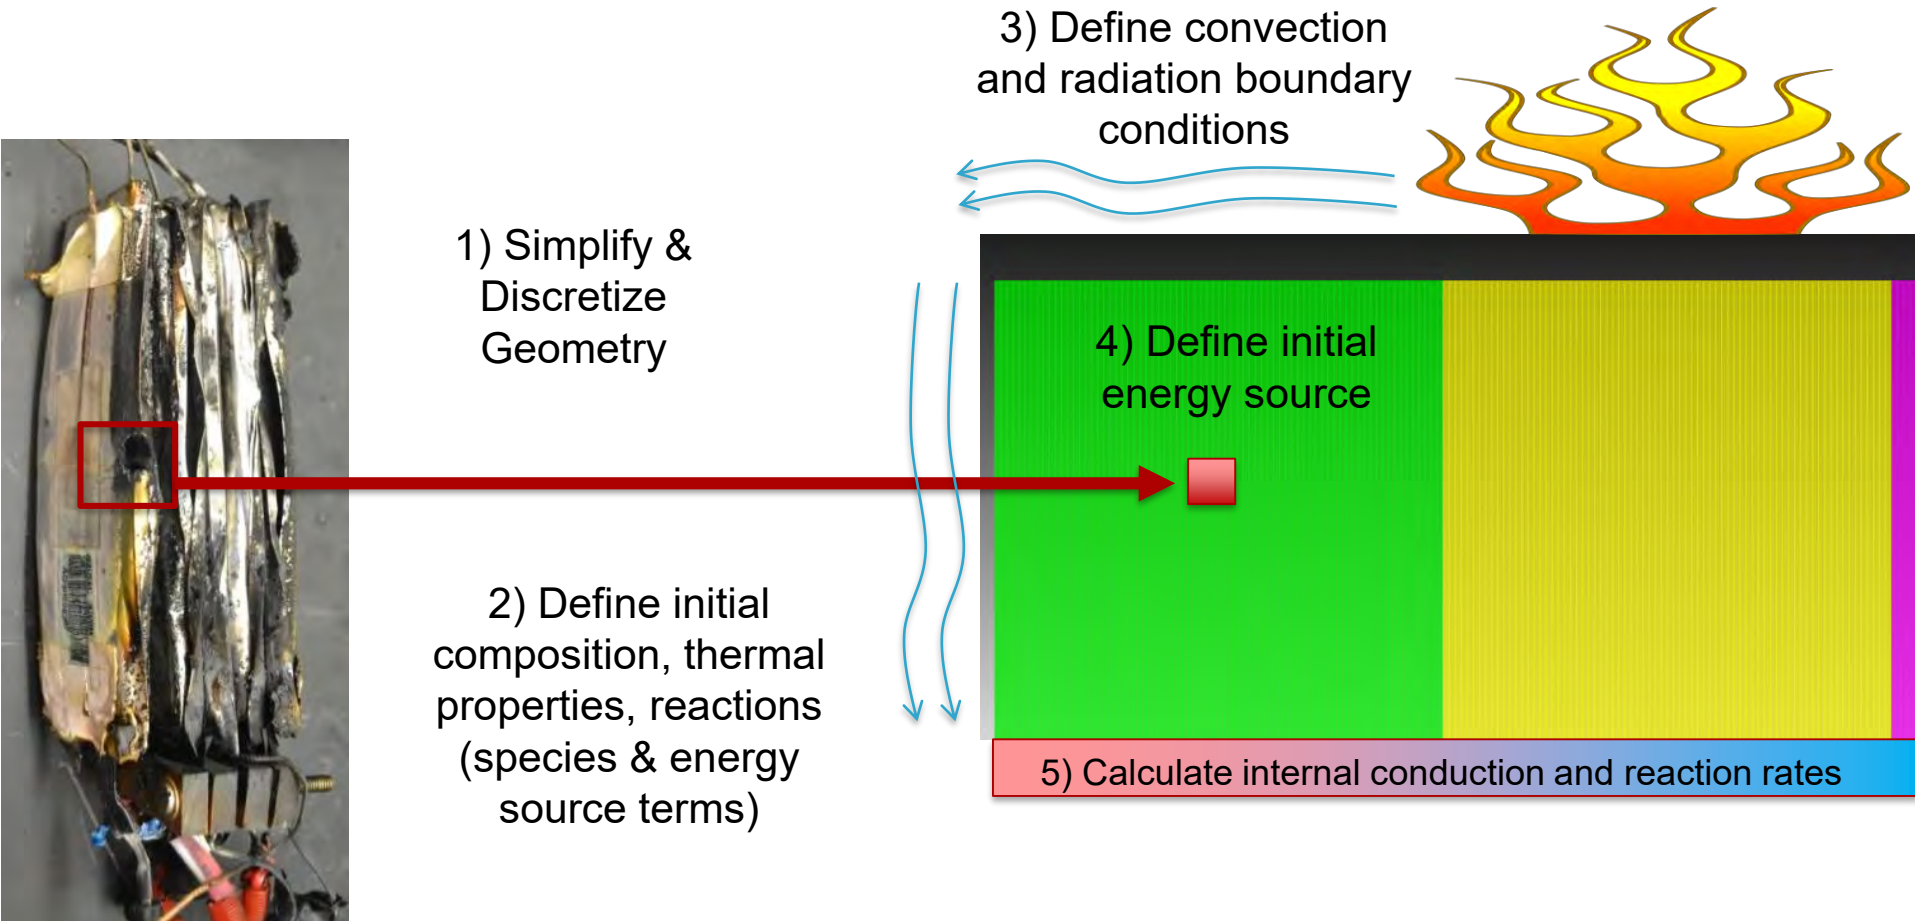 1) Simplify &
Discretize
Geometry
2) Define initial
composition, thermal
properties, reactions
(species & energy
source terms)
3) Define convection
and radiation boundary
conditions
4) Define initial
energy source
5) Calculate internal conduction and reaction rates